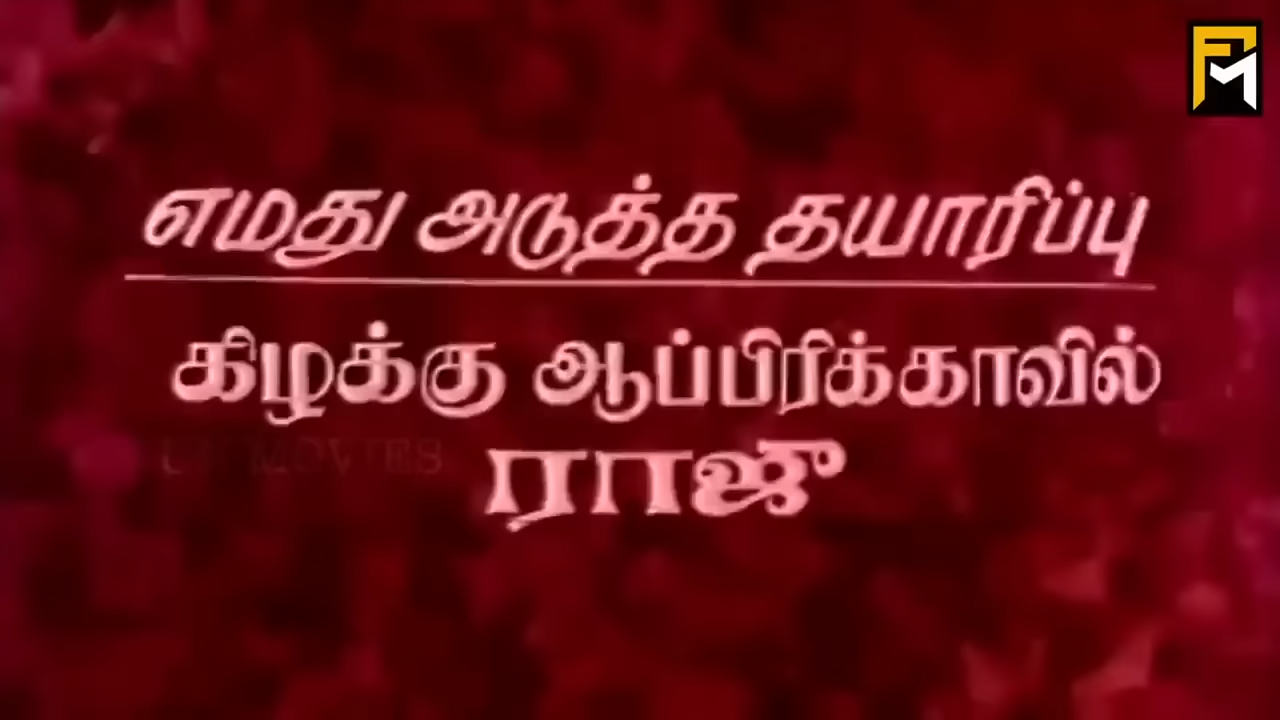 எமது அடுத்த தயாரிப்பு
கிழக்கு ஆப்பிரிக்காவில்
ராஜு